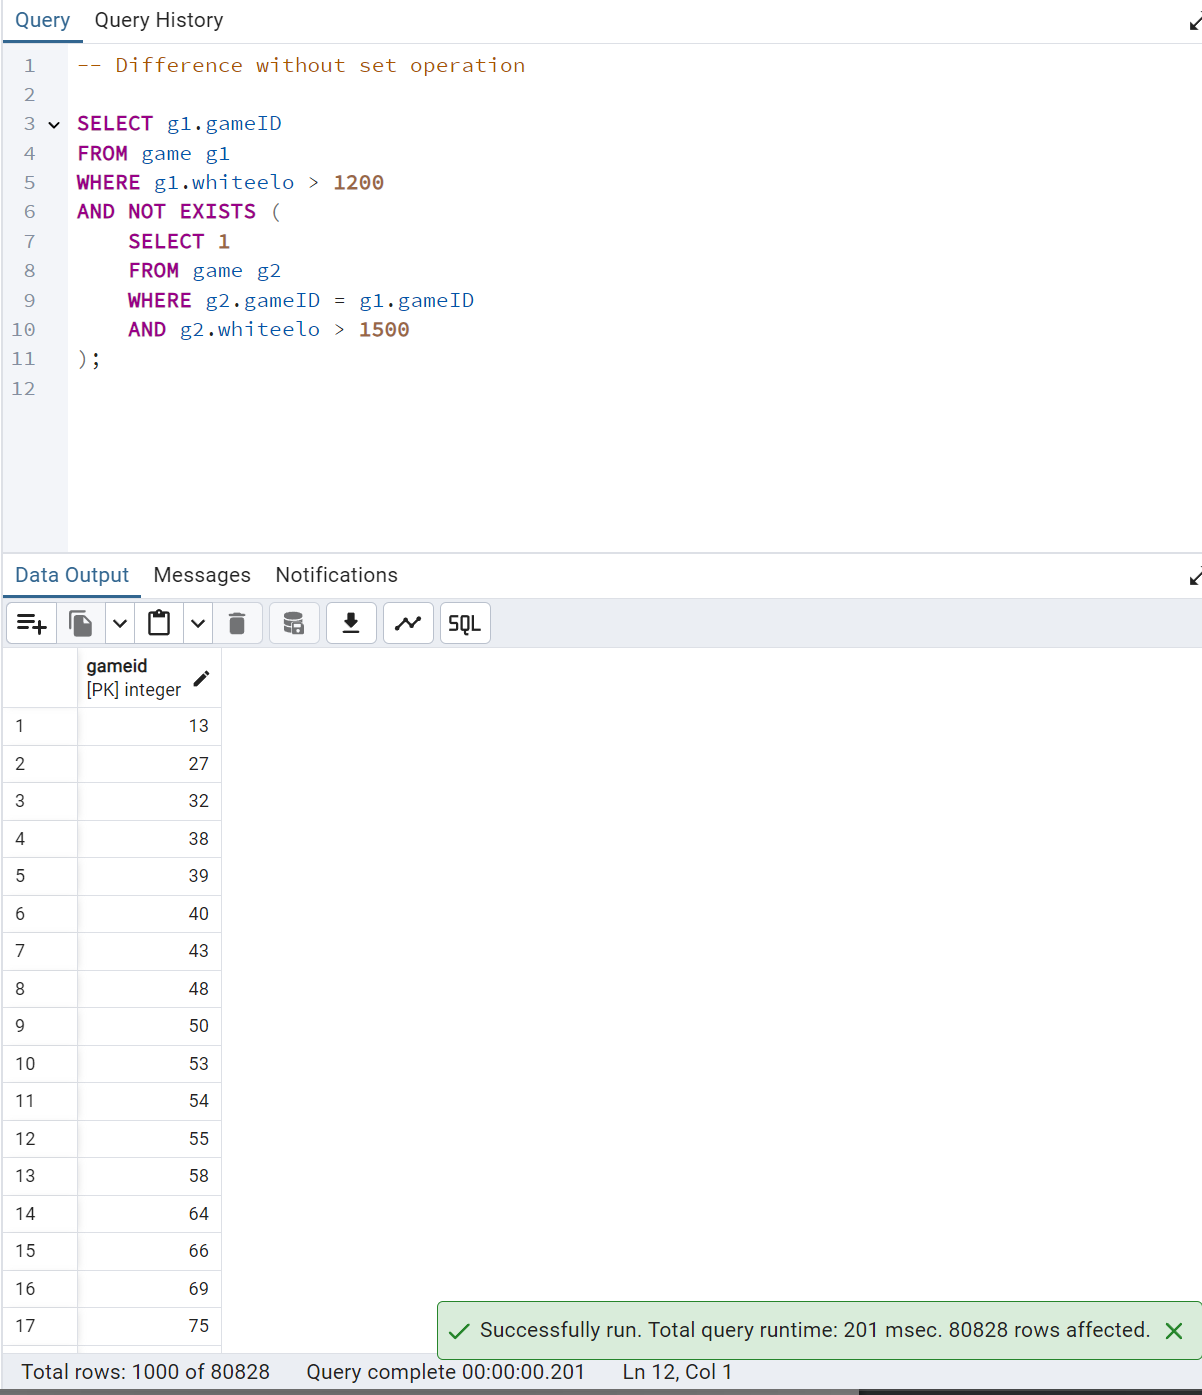 Query Query History
1 -- Difference without set operation
2
3 SELECT g1.gameID
4 FROM game g1
5 WHERE g1.whiteelo > 1200
6 AND NOT EXISTS (
7 SELECT 1
8 FROM game g2
9 WHERE g2.gameID = g1.gameID
10 AND g2.whiteelo > 1500
11 );
12
Data Output Messages Notifications
SQL
gameid
[PK] integer
1 13
2 27
3 32
4 38
5 39
6 40
7 43
8 48
9 50
10 53
11 54
12 55
13 58
14 64
15 66
16 69
17 75
Successfully run. Total query runtime: 201 msec. 80828 rows affected.
Total rows: 1000 of 80828 Query complete 00:00:00.201 Ln 12, Col 1